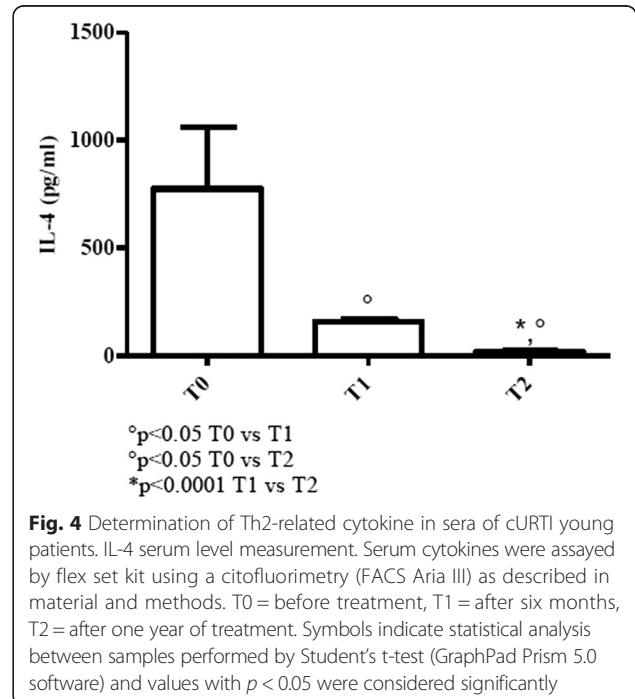 1500
1000
500
0
IL-4 (pg/ml)
°
* , °
T0 T1 T2
°p<0.05 T0 vs T1
°p<0.05 T0 vs T2
*p<0.0001 T1 vs T2
Fig. 4 Determination of Th2-related cytokine in sera of cURTI young
patients. IL-4 serum level measurement. Serum cytokines were assayed
by flex set kit using a citofluorimetry (FACS Aria III) as described in
material and methods. T0 = before treatment, T1 = after six months,
T2 = after one year of treatment. Symbols indicate statistical analysis
between samples performed by Student's t-test (GraphPad Prism 5.0
software) and values with p < 0.05 were considered significantly